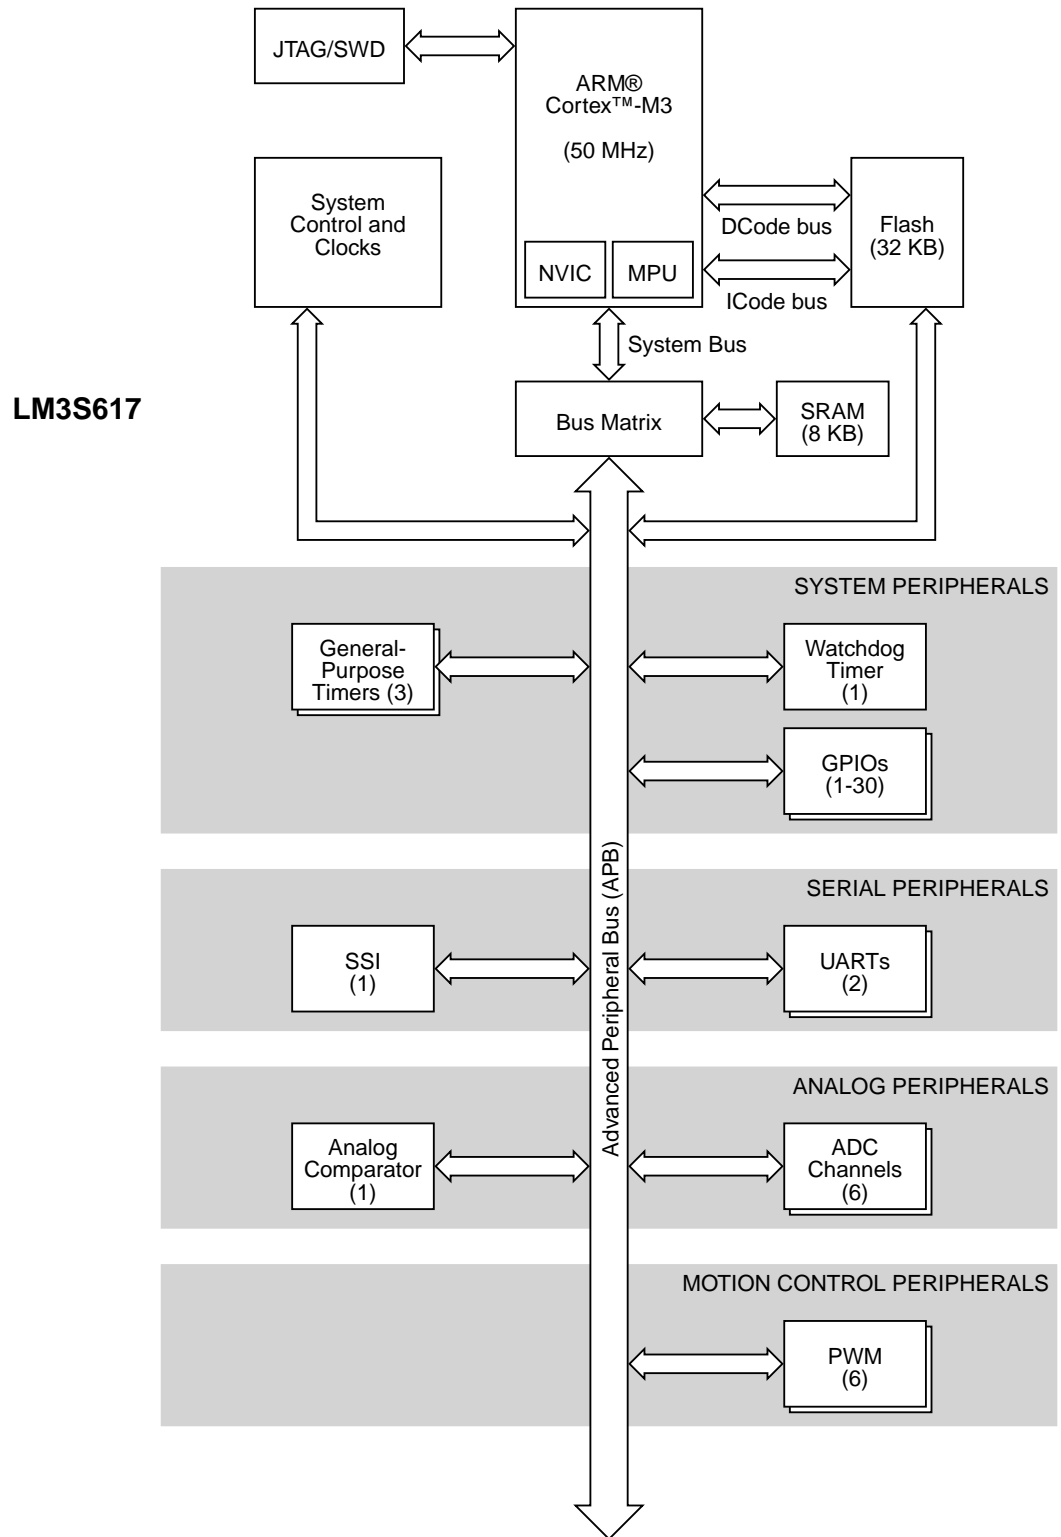 JTAG/SWD
ARM®
Cortex™-M3
(50 MHz)
System
Control and
Clocks
NVIC
MPU
DCode bus
ICode bus
Flash
(32 KB)
System Bus
LM3S617
Bus Matrix
SRAM
(8 KB)
SYSTEM PERIPHERALS
General-
Purpose
Timers (3)
Watchdog
Timer
(1)
GPIOs
(1-30)
Advanced Peripheral Bus (APB)
SERIAL PERIPHERALS
SSI
(1)
UARTs
(2)
ANALOG PERIPHERALS
Analog
Comparator
(1)
ADC
Channels
(6)
MOTION CONTROL PERIPHERALS
PWM
(6)